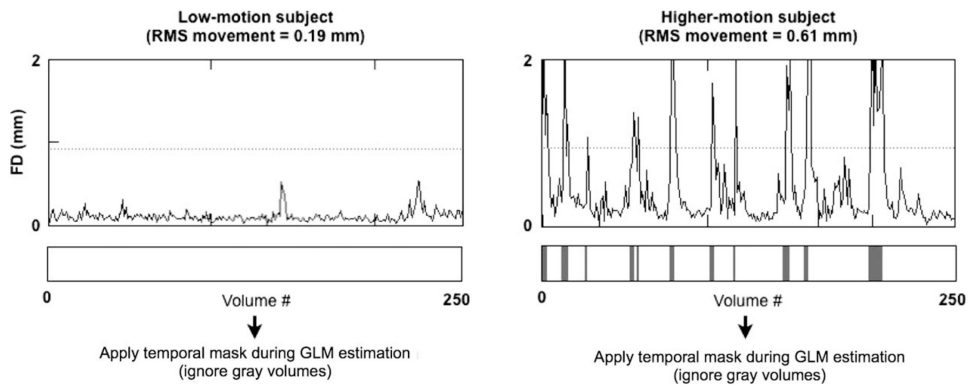 Low-motion subject
(RMS movement = 0.19 mm)
2
FD (mm)
0
0
Volume #
250
Apply temporal mask during GLM estimation
(ignore gray volumes)
Higher-motion subject
(RMS movement = 0.61 mm)
2
0
0
Volume #
250
Apply temporal mask during GLM estimation
(ignore gray volumes)